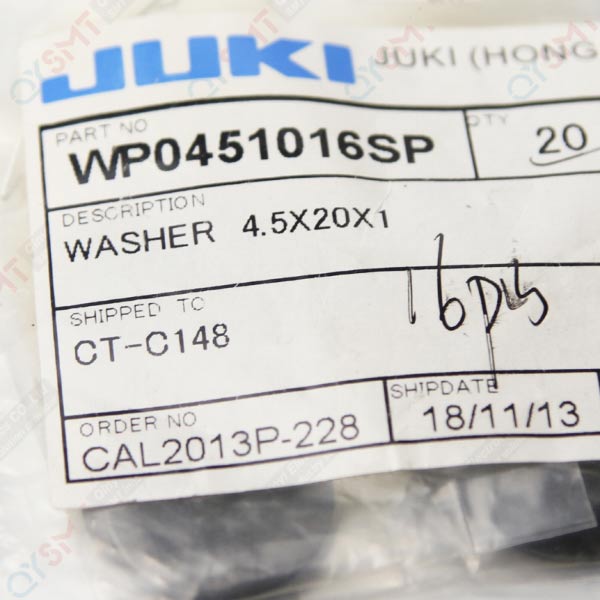 JUKI JUKI (HONG
PART NO QTY
WP0451016SP 20
DESCRIPTION
WASHER 4.5X20X1
16pcs
SHIPPED TO
CT-C148
ORDER NO SHIPDATE
CAL2013P-228 18/11/13
QYSMT